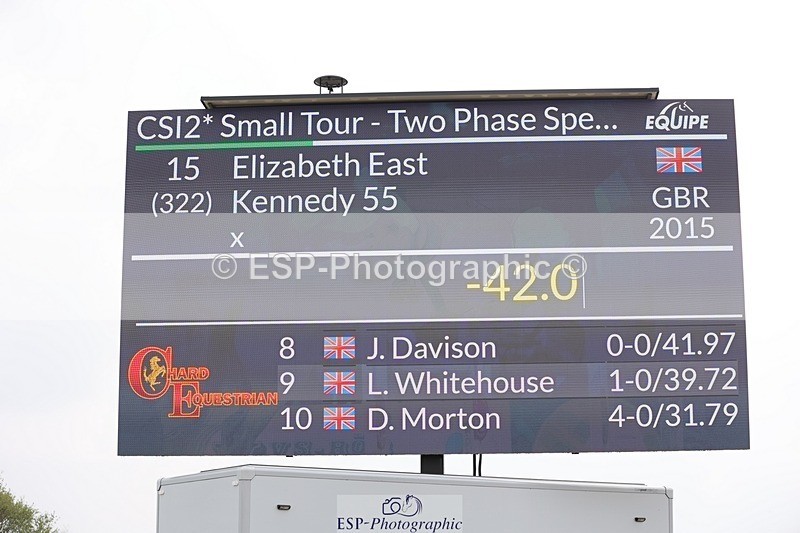 CSI2* Small Tour - Two Phase Spe... EQUIPE
15 Elizabeth East
(322) Kennedy 55 GBR
x 2015
© ESP-Photographic ©
-42.0
8 J. Davison 0-0/41.97
9 L. Whitehouse 1-0/39.72
10 D. Morton 4-0/31.79
CHARD
EQUESTRIAN
ESP-Photographic